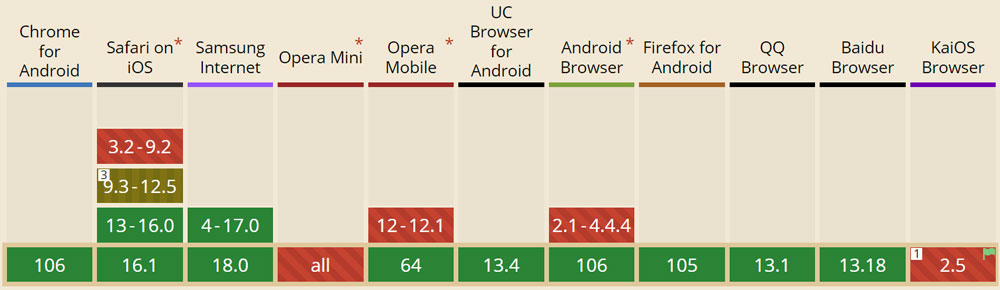 Chrome
for
Android
Safari on*
iOS
Samsung
Internet
Opera Mini*
Opera*
Mobile
UC
Browser
for
Android
Android*
Browser
Firefox for
Android
QQ
Browser
Baidu
Browser
KaiOS
Browser
3.2-9.2
3
9.3-12.5
13-16.0
4-17.0
12-12.1
2.1-4.4.4
106
16.1
18.0
all
64
13.4
106
105
13.1
13.18
1
2.5